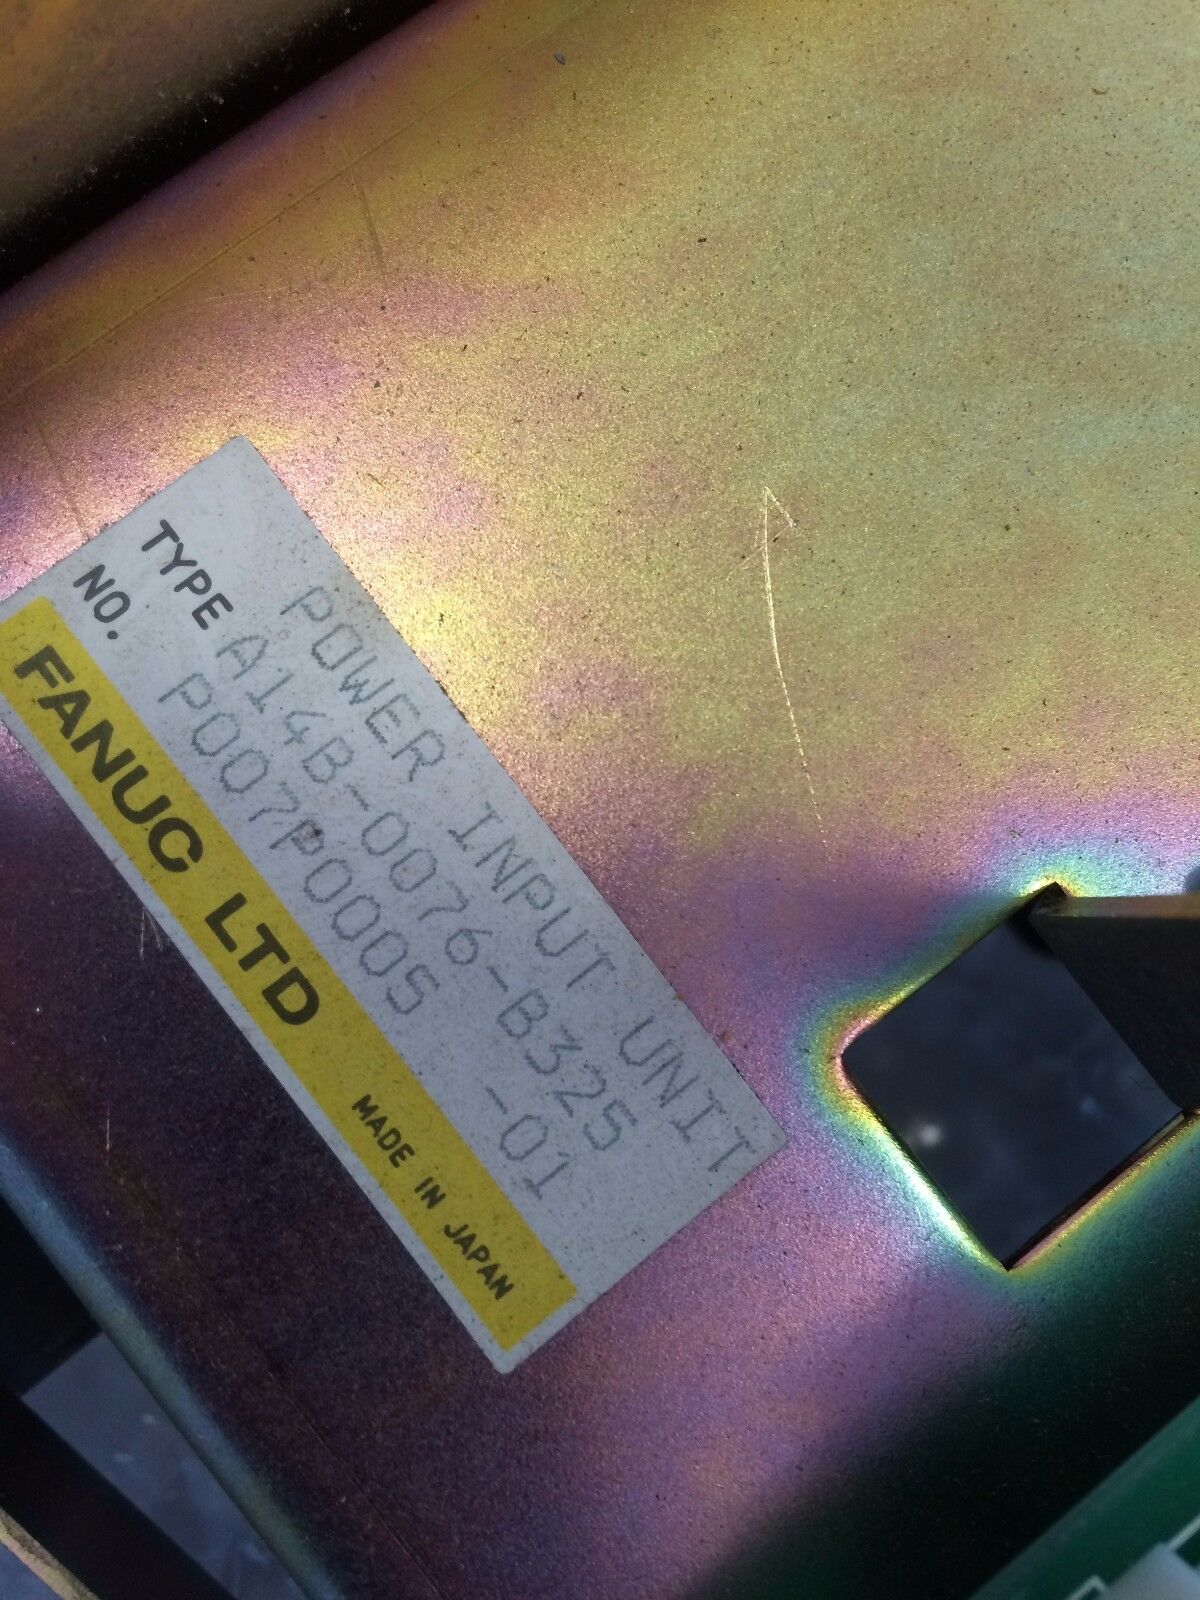 POWER INPUT UNIT
TYPE A14B-0076-B325
-01
NO. P007P0005
FANUC LTD MADE IN JAPAN